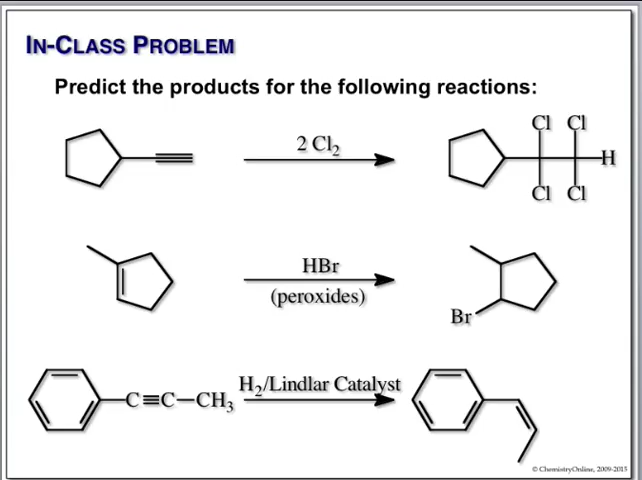 IN-CLASS PROBLEM
Predict the products for the following reactions:
2 Cl₂
Cl Cl
H
Cl Cl
HBr
(peroxides)
Br
C≡C–CH₃
H₂/Lindlar Catalyst
© ChemistryOnline, 2009-2015